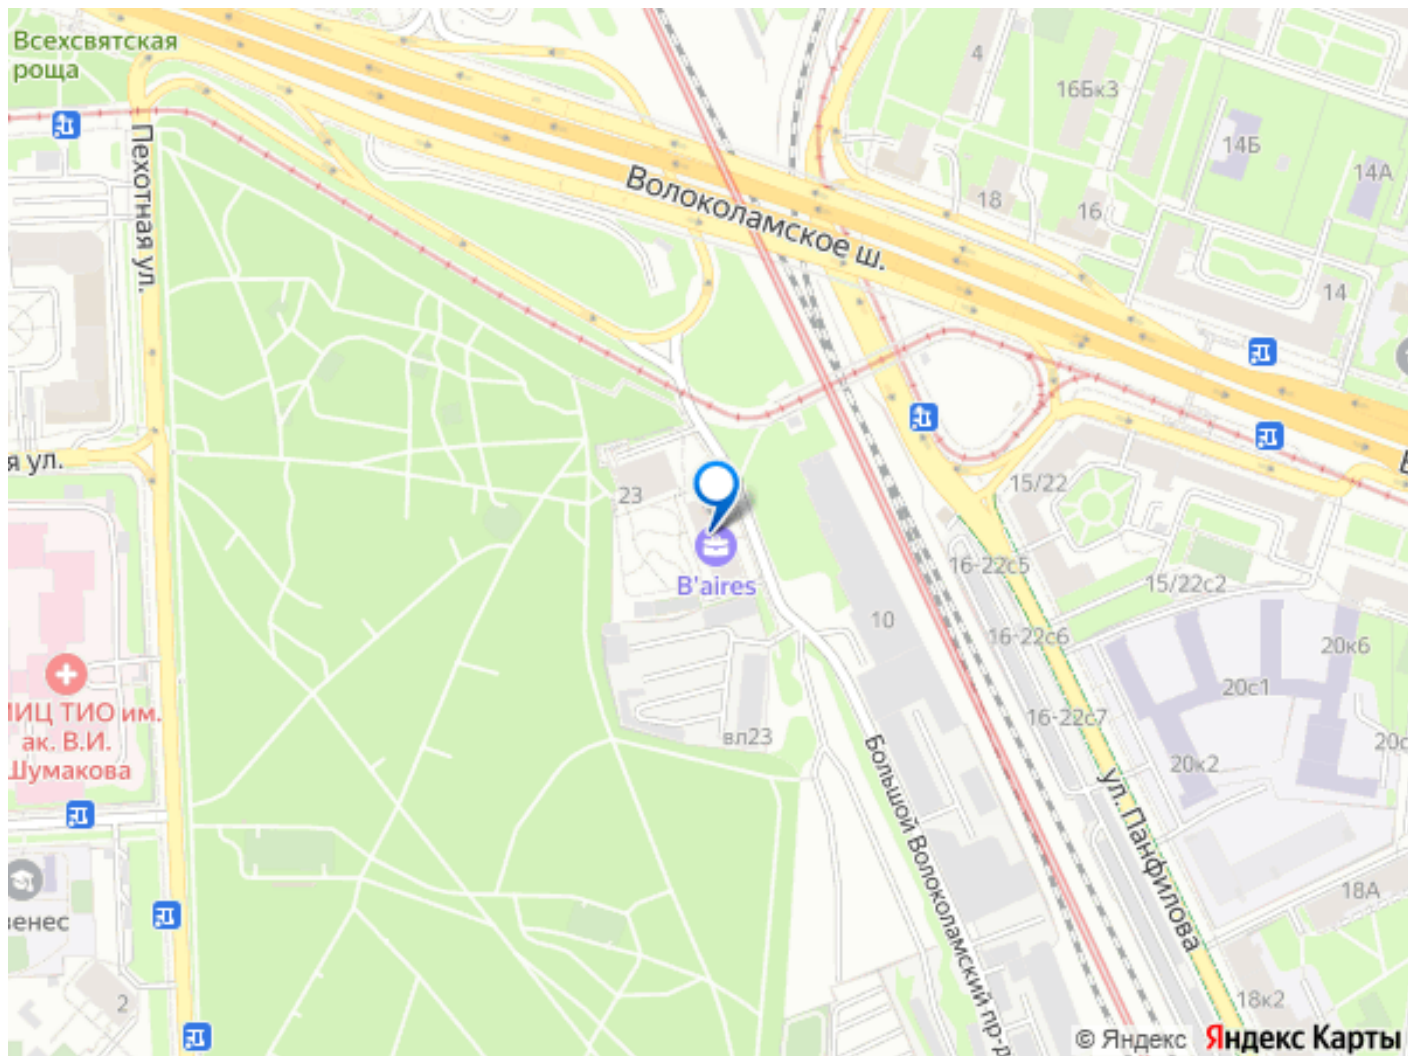 Всехсвятская
роща
Пехотная ул.
Волоколамское ш.
4
16Бк3
14Б
14А
18
16
14
я ул.
23
15/22
B'aires
16-22с5
15/22с2
10
16-22с6
20к6
20с1
16-22с7
20к2
вл23
ИЦ ТИО им.
ак. В.И.
Шумакова
Большой Волоколамский пр-д
ул. Панфилова
18А
18к2
2
© Яндекс
Яндекс Карты